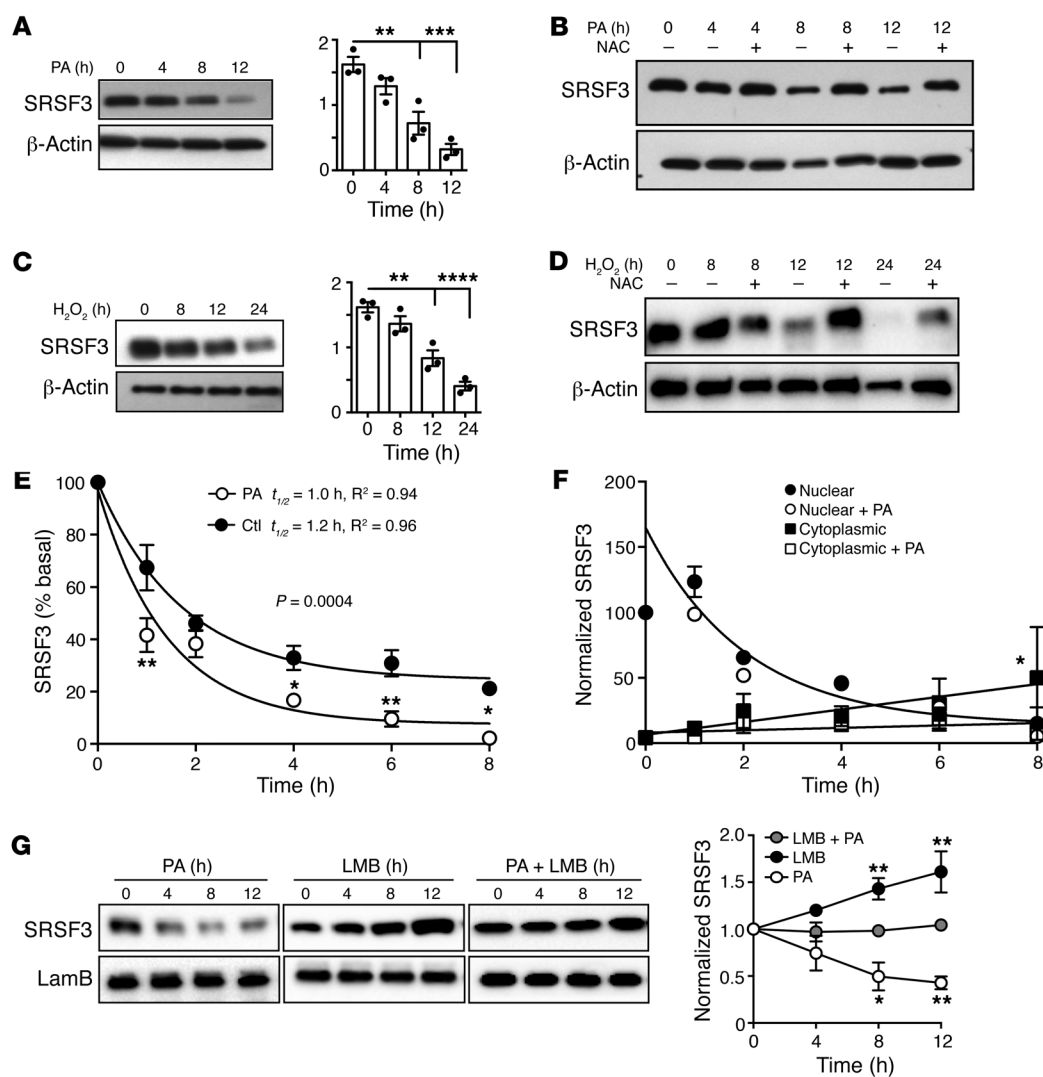 A
PA (h) 0 4 8 12
SRSF3
β-Actin
** ***
2
1
0
0 4 8 12
Time (h)
B
PA (h) 0 4 4 8 8 12 12
NAC – – + – + – +
SRSF3
β-Actin
C
H₂O₂ (h) 0 8 12 24
SRSF3
β-Actin
** ****
2
1
0
0 8 12 24
Time (h)
D
H₂O₂ (h) 0 8 8 12 12 24 24
NAC – – + – + – +
SRSF3
β-Actin
E
SRSF3 (% basal)
100
80
60
40
20
0
PA t1/2 = 1.0 h, R² = 0.94
Ctl t1/2 = 1.2 h, R² = 0.96
P = 0.0004
**
*
**
*
0 2 4 6 8
Time (h)
F
Normalized SRSF3
200
150
100
50
0
Nuclear
Nuclear + PA
Cytoplasmic
Cytoplasmic + PA
*
0 2 4 6 8
Time (h)
G
PA (h) LMB (h) PA + LMB (h)
0 4 8 12 0 4 8 12 0 4 8 12
SRSF3
LamB
Normalized SRSF3
2.0
1.5
1.0
0.5
0
LMB + PA
LMB
PA
** **
* **
0 4 8 12
Time (h)